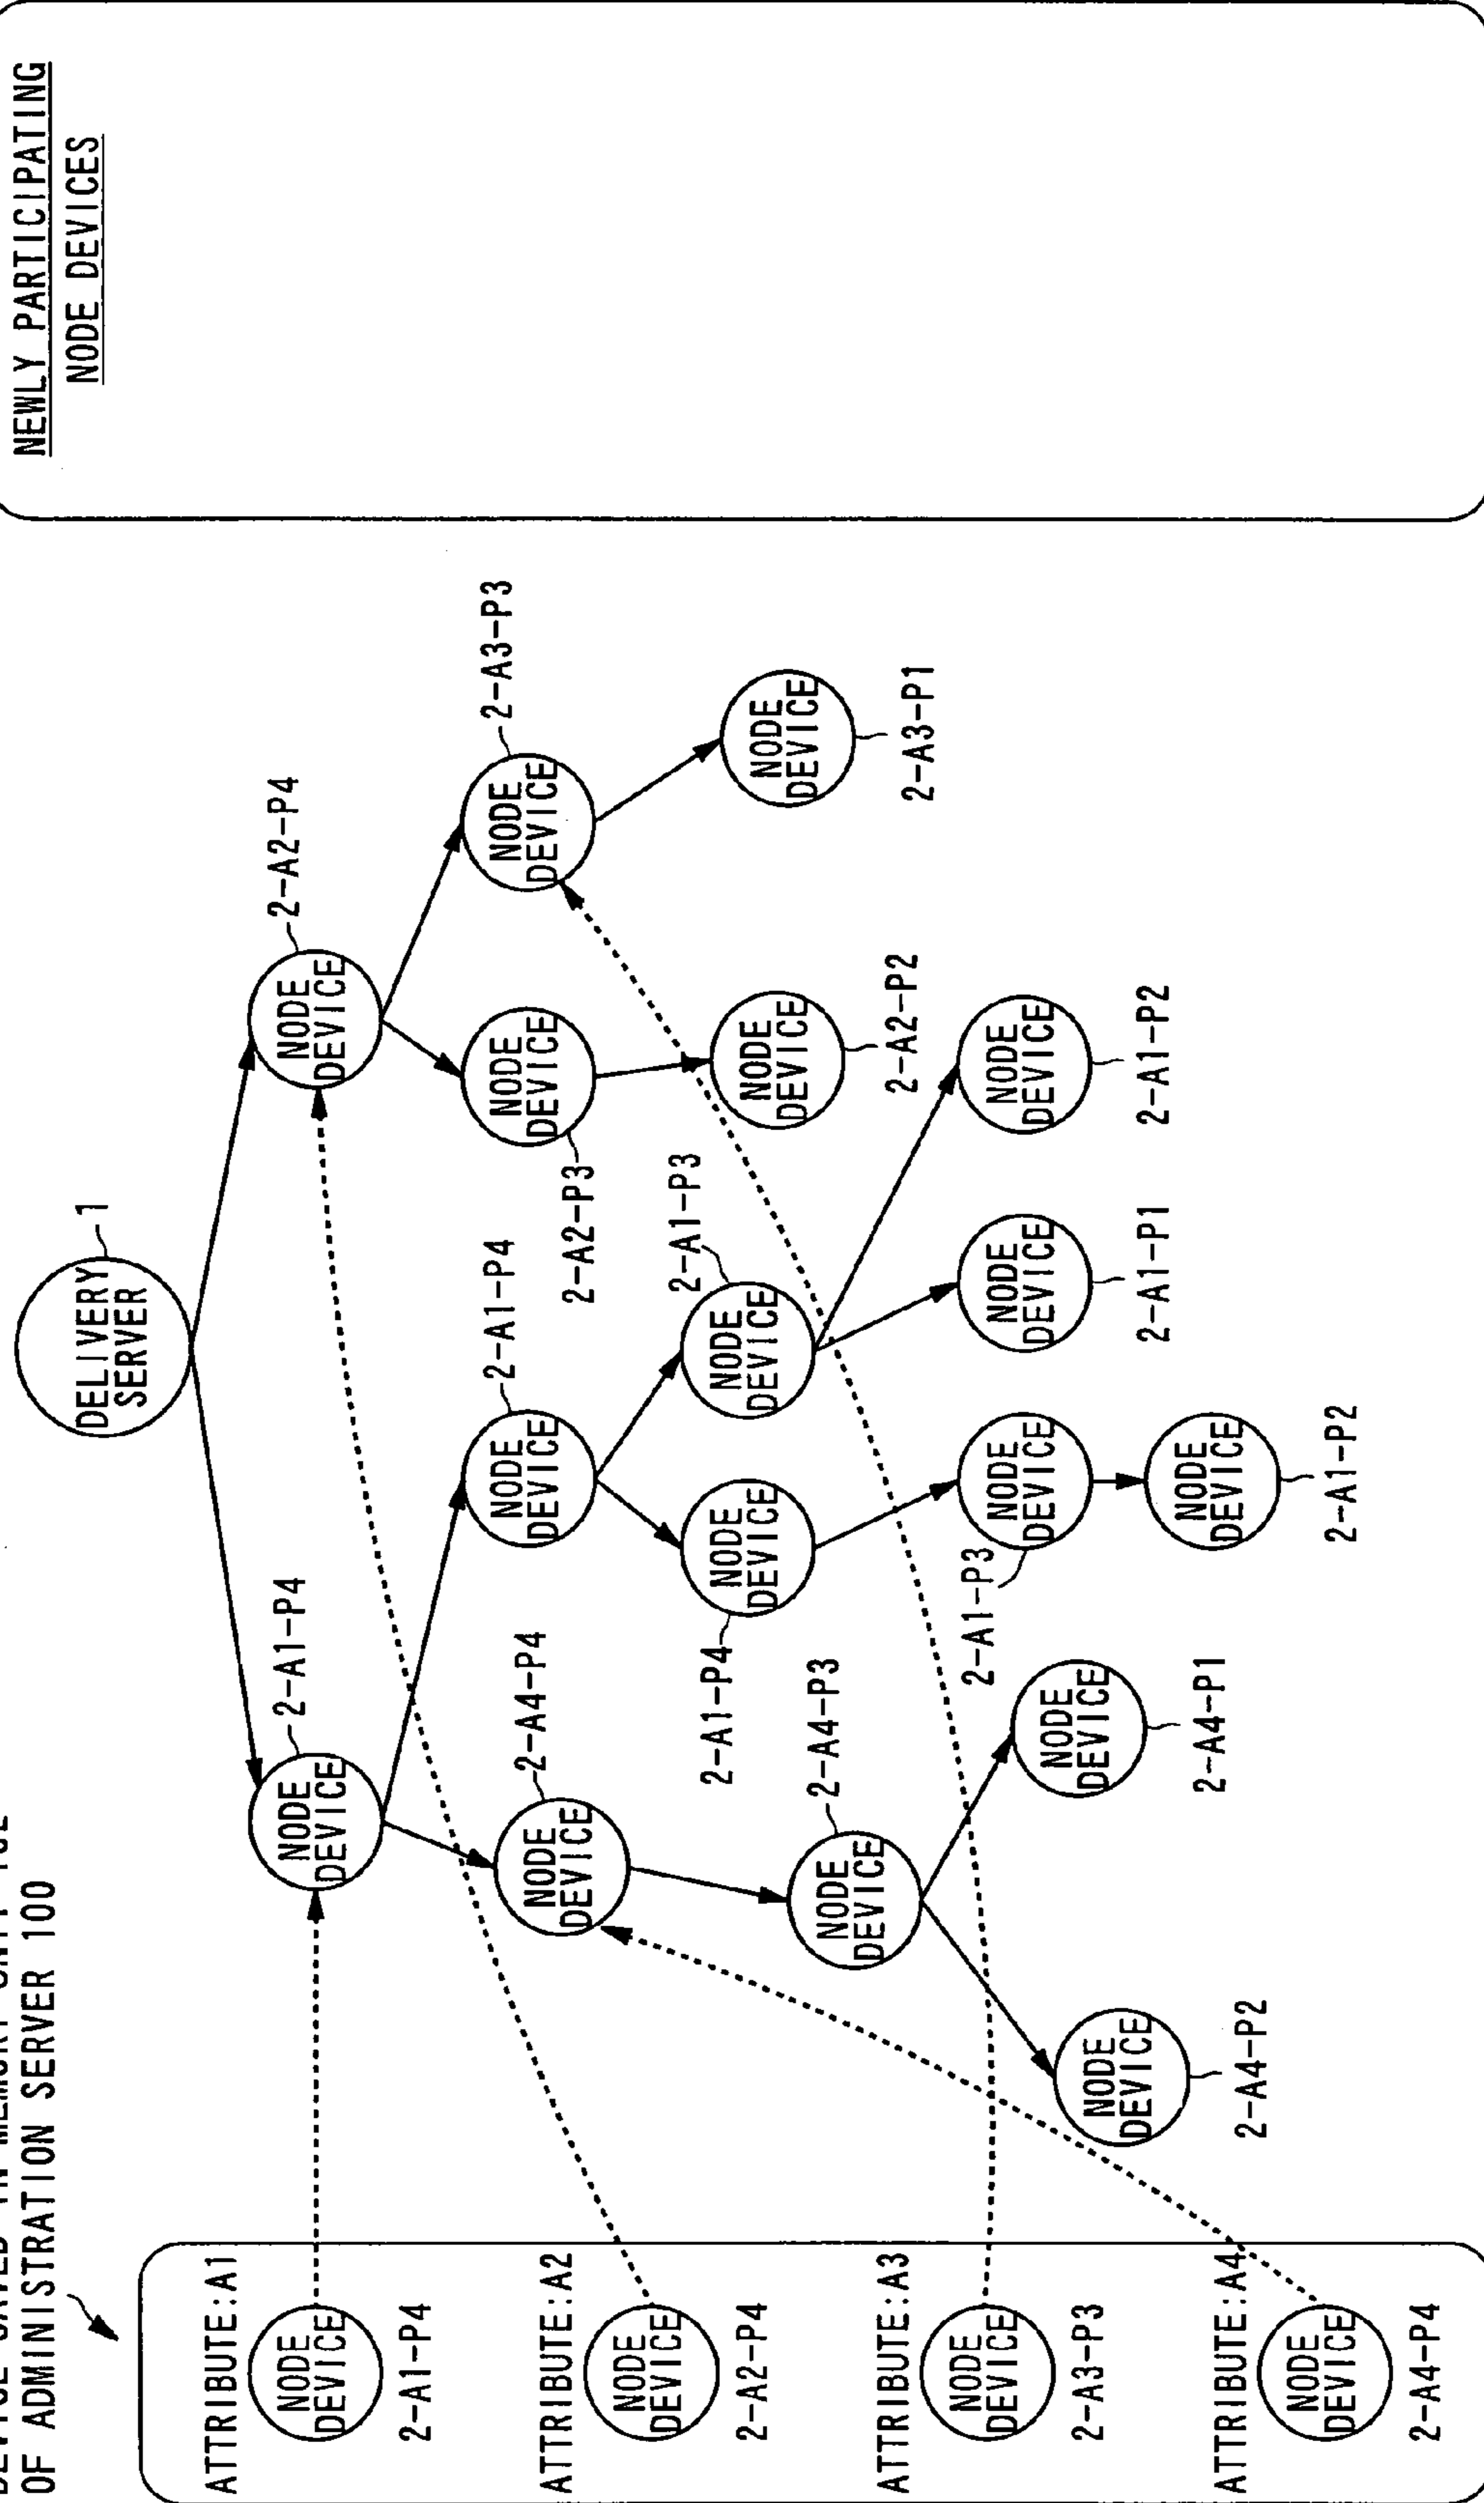 OF ADMINISTRATION SERVER 100
ATTRIBUTE:A1
NODE
DEVICE
2-A1-P4
ATTRIBUTE:A2
NODE
DEVICE
2-A2-P4
ATTRIBUTE:A3
NODE
DEVICE
2-A3-P3
ATTRIBUTE:A4
NODE
DEVICE
2-A4-P4
DELIVERY
SERVER
1
NODE
DEVICE
2-A1-P4
NODE
DEVICE
2-A2-P4
NODE
DEVICE
2-A4-P4
NODE
DEVICE
2-A1-P4
NODE
DEVICE
2-A2-P3
NODE
DEVICE
2-A3-P3
NODE
DEVICE
2-A4-P3
NODE
DEVICE
2-A1-P4
NODE
DEVICE
2-A1-P3
NODE
DEVICE
2-A2-P2
NODE
DEVICE
2-A3-P1
NODE
DEVICE
2-A4-P2
NODE
DEVICE
2-A4-P1
NODE
DEVICE
2-A1-P3
NODE
DEVICE
2-A1-P1
NODE
DEVICE
2-A1-P2
NODE
DEVICE
2-A1-P2
NEWLY PARTICIPATING
NODE DEVICES